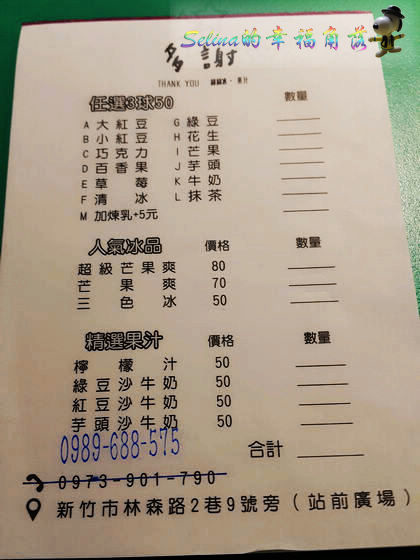 Selina的幸福角落
多謝
THANK YOU
任選3球50 數量
A 大紅豆 G 綠豆
B 小紅豆 H 花生
C 巧克力 I 芒果
D 百香果 J 芋頭
E 草莓 K 牛奶
F 清冰 L 抹茶
M 加煉乳+5元
人氣冰品 價格 數量
超級芒果爽 80
芒果爽 70
三色冰 50
精選果汁 價格 數量
檸檬汁 50
綠豆沙牛奶 50
紅豆沙牛奶 50
芋頭沙牛奶 50
0989-688-575 合計
0973-901-790
新竹市林森路2巷9號旁(站前廣場)